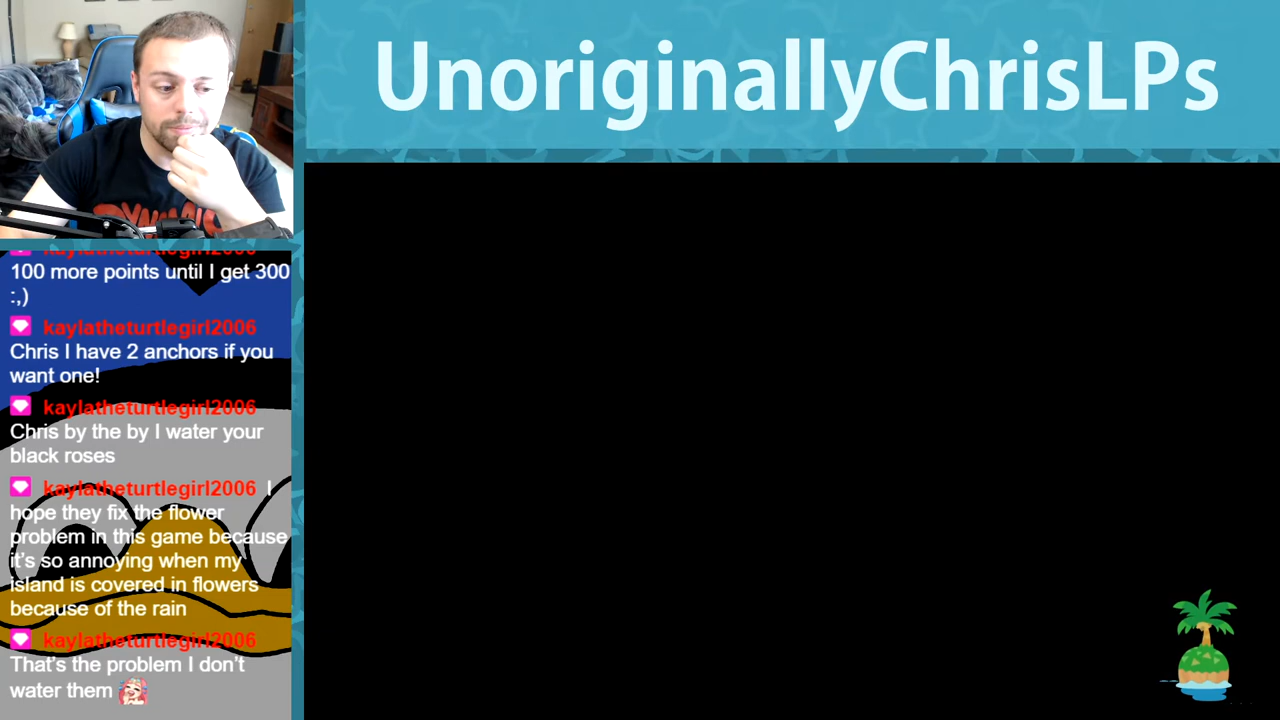 UnoriginallyChrisLPs
DYNAMIC
kaylatheturtlegirl2006
100 more points until I get 300
:,)
kaylatheturtlegirl2006
Chris I have 2 anchors if you
want one!
kaylatheturtlegirl2006
Chris by the by I water your
black roses
kaylatheturtlegirl2006 I
hope they fix the flower
problem in this game because
it's so annoying when my
island is covered in flowers
because of the rain
kaylatheturtlegirl2006
That's the problem I don't
water them